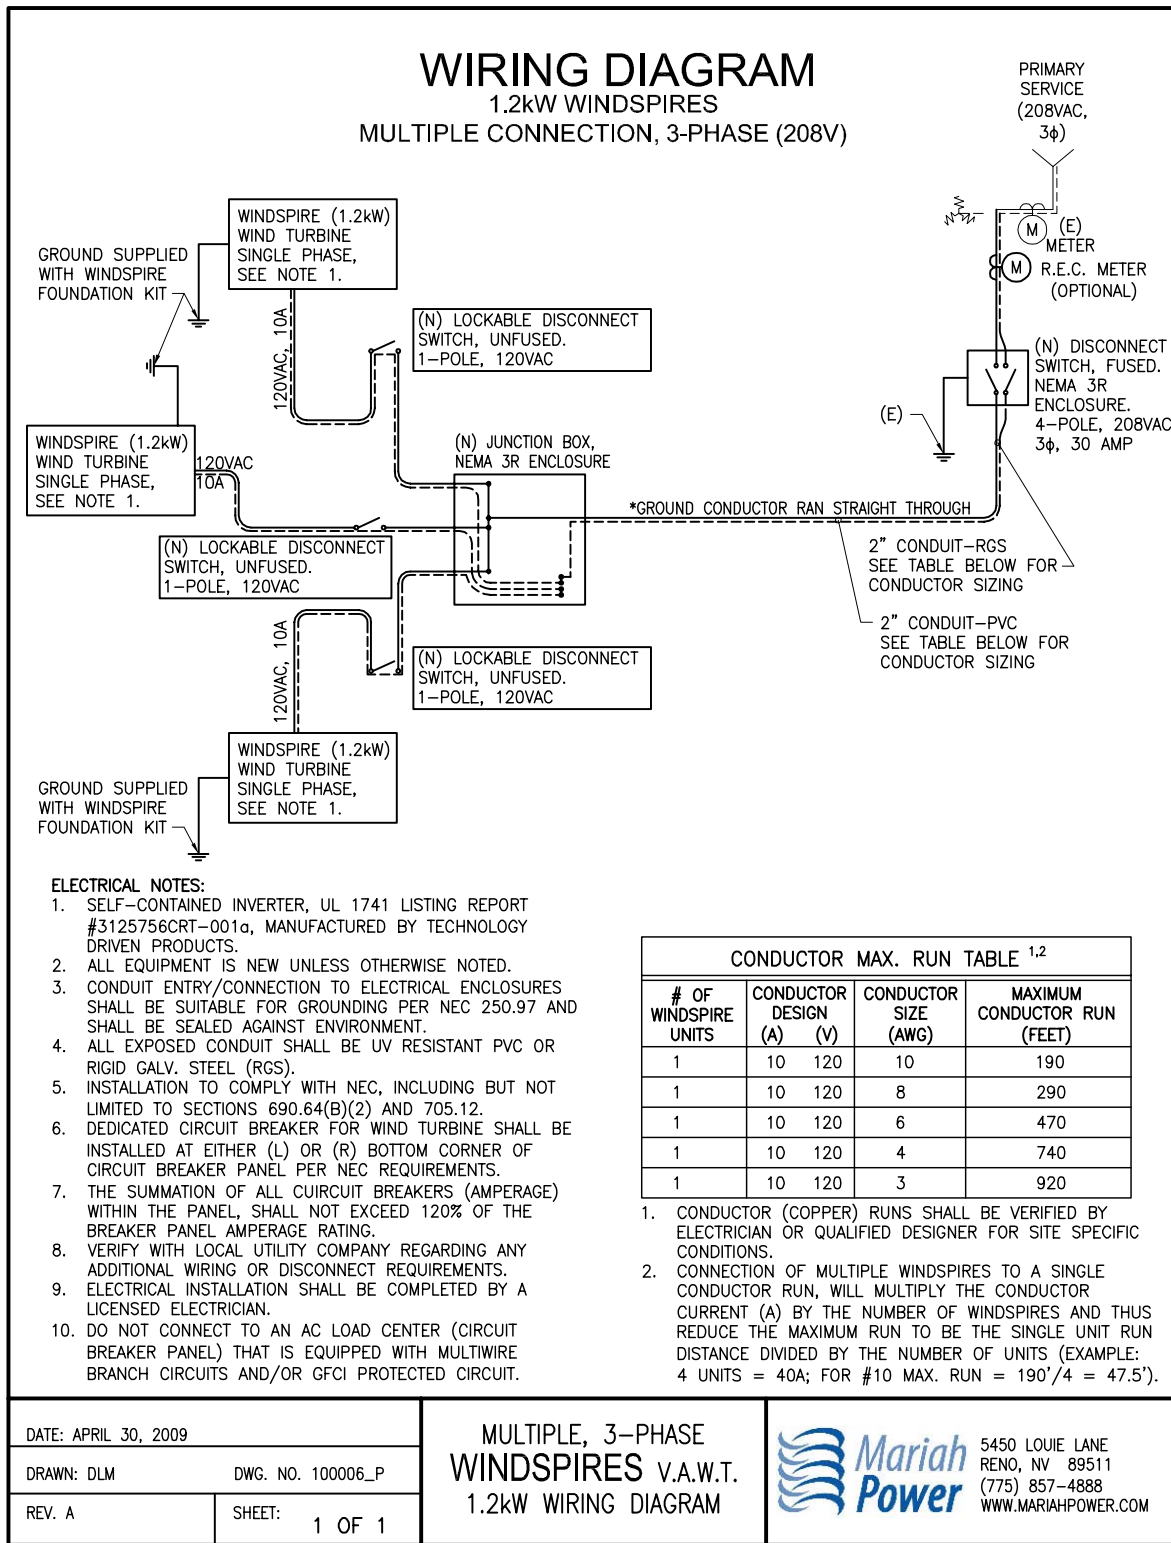 WIRING DIAGRAM
1.2kW WINDSPIRES
MULTIPLE CONNECTION, 3-PHASE (208V)
PRIMARY
SERVICE
(208VAC,
3ϕ)
M
(E)
METER
M
R.E.C. METER
(OPTIONAL)
(N) DISCONNECT
SWITCH, FUSED.
NEMA 3R
ENCLOSURE.
4-POLE, 208VAC
3ϕ, 30 AMP
(E)
WINDSPIRE (1.2kW)
WIND TURBINE
SINGLE PHASE,
SEE NOTE 1.
GROUND SUPPLIED
WITH WINDSPIRE
FOUNDATION KIT
120VAC, 10A
(N) LOCKABLE DISCONNECT
SWITCH, UNFUSED.
1-POLE, 120VAC
WINDSPIRE (1.2kW)
WIND TURBINE
SINGLE PHASE,
SEE NOTE 1.
120VAC
10A
(N) JUNCTION BOX,
NEMA 3R ENCLOSURE
*GROUND CONDUCTOR RAN STRAIGHT THROUGH
(N) LOCKABLE DISCONNECT
SWITCH, UNFUSED.
1-POLE, 120VAC
2" CONDUIT-RGS
SEE TABLE BELOW FOR
CONDUCTOR SIZING
2" CONDUIT-PVC
SEE TABLE BELOW FOR
CONDUCTOR SIZING
120VAC, 10A
(N) LOCKABLE DISCONNECT
SWITCH, UNFUSED.
1-POLE, 120VAC
WINDSPIRE (1.2kW)
WIND TURBINE
SINGLE PHASE,
SEE NOTE 1.
GROUND SUPPLIED
WITH WINDSPIRE
FOUNDATION KIT
ELECTRICAL NOTES:
1. SELF-CONTAINED INVERTER, UL 1741 LISTING REPORT
#3125756CRT-001a, MANUFACTURED BY TECHNOLOGY
DRIVEN PRODUCTS.
2. ALL EQUIPMENT IS NEW UNLESS OTHERWISE NOTED.
3. CONDUIT ENTRY/CONNECTION TO ELECTRICAL ENCLOSURES
SHALL BE SUITABLE FOR GROUNDING PER NEC 250.97 AND
SHALL BE SEALED AGAINST ENVIRONMENT.
4. ALL EXPOSED CONDUIT SHALL BE UV RESISTANT PVC OR
RIGID GALV. STEEL (RGS).
5. INSTALLATION TO COMPLY WITH NEC, INCLUDING BUT NOT
LIMITED TO SECTIONS 690.64(B)(2) AND 705.12.
6. DEDICATED CIRCUIT BREAKER FOR WIND TURBINE SHALL BE
INSTALLED AT EITHER (L) OR (R) BOTTOM CORNER OF
CIRCUIT BREAKER PANEL PER NEC REQUIREMENTS.
7. THE SUMMATION OF ALL CUIRCUIT BREAKERS (AMPERAGE)
WITHIN THE PANEL, SHALL NOT EXCEED 120% OF THE
BREAKER PANEL AMPERAGE RATING.
8. VERIFY WITH LOCAL UTILITY COMPANY REGARDING ANY
ADDITIONAL WIRING OR DISCONNECT REQUIREMENTS.
9. ELECTRICAL INSTALLATION SHALL BE COMPLETED BY A
LICENSED ELECTRICIAN.
10. DO NOT CONNECT TO AN AC LOAD CENTER (CIRCUIT
BREAKER PANEL) THAT IS EQUIPPED WITH MULTIWIRE
BRANCH CIRCUITS AND/OR GFCI PROTECTED CIRCUIT.
CONDUCTOR MAX. RUN TABLE 1,2
# OF WINDSPIRE UNITS CONDUCTOR DESIGN (A) (V) CONDUCTOR SIZE (AWG) MAXIMUM CONDUCTOR RUN (FEET)
1 10 120 10 190
1 10 120 8 290
1 10 120 6 470
1 10 120 4 740
1 10 120 3 920
1. CONDUCTOR (COPPER) RUNS SHALL BE VERIFIED BY
ELECTRICIAN OR QUALIFIED DESIGNER FOR SITE SPECIFIC
CONDITIONS.
2. CONNECTION OF MULTIPLE WINDSPIRES TO A SINGLE
CONDUCTOR RUN, WILL MULTIPLY THE CONDUCTOR
CURRENT (A) BY THE NUMBER OF WINDSPIRES AND THUS
REDUCE THE MAXIMUM RUN TO BE THE SINGLE UNIT RUN
DISTANCE DIVIDED BY THE NUMBER OF UNITS (EXAMPLE:
4 UNITS = 40A; FOR #10 MAX. RUN = 190'/4 = 47.5').
DATE: APRIL 30, 2009
DRAWN: DLM DWG. NO. 100006_P
REV. A SHEET: 1 OF 1
MULTIPLE, 3-PHASE
WINDSPIRES V.A.W.T.
1.2kW WIRING DIAGRAM
Mariah
Power
5450 LOUIE LANE
RENO, NV 89511
(775) 857-4888
WWW.MARIAHPOWER.COM